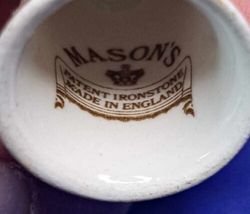 MASON'S
PATENT IRONSTONE
MADE IN ENGLAND